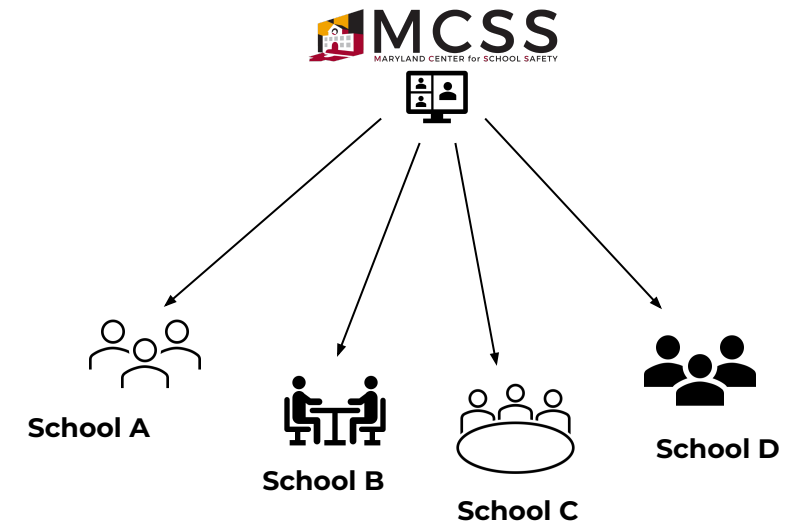 MCSS
MARYLAND CENTER for SCHOOL SAFETY
School A
School B
School C
School D